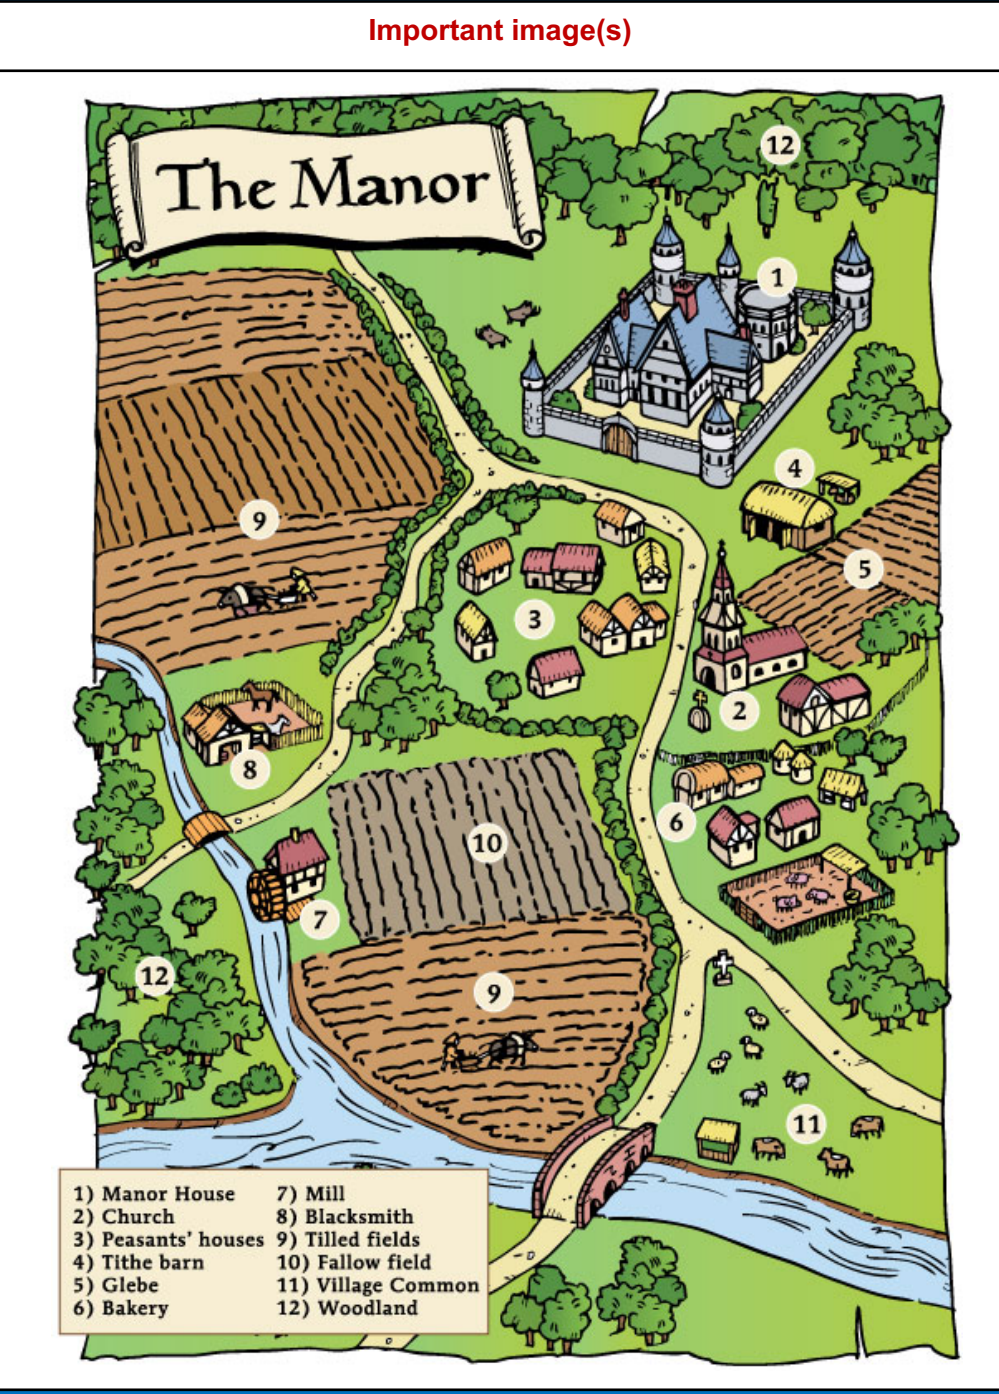 Important image(s)
The Manor
12
1
4
9
5
3
2
8
6
10
7
12
9
11
1) Manor House
2) Church
3) Peasants' houses
4) Tithe barn
5) Glebe
6) Bakery
7) Mill
8) Blacksmith
9) Tilled fields
10) Fallow field
11) Village Common
12) Woodland